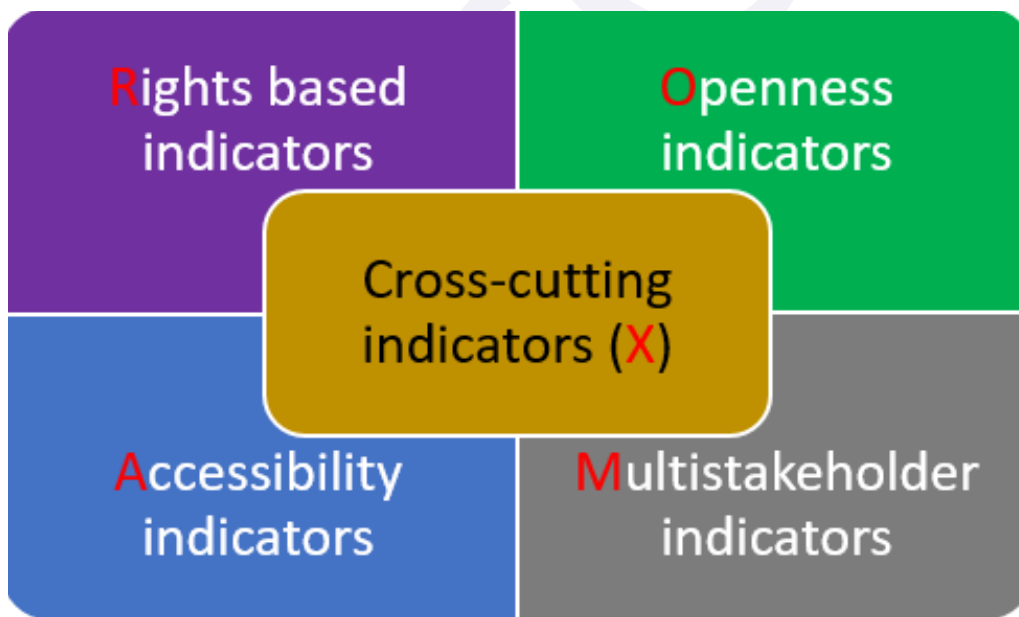 Rights based
indicators
Openness
indicators
Cross-cutting
indicators (X)
Accessibility
indicators
Multistakeholder
indicators